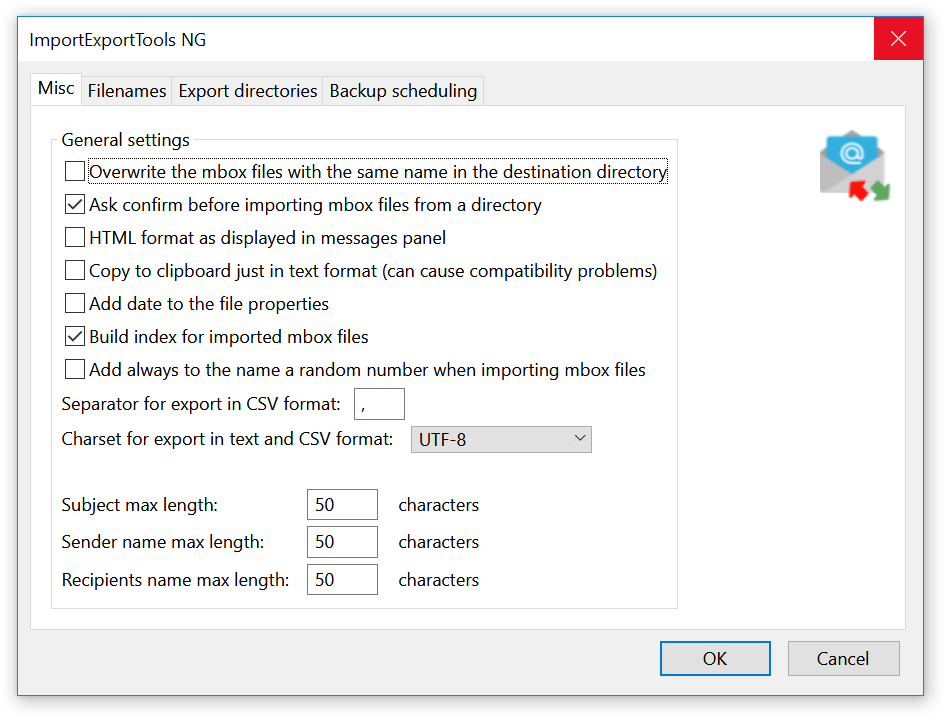 ImportExportTools NG
Misc Filenames Export directories Backup scheduling
General settings
Overwrite the mbox files with the same name in the destination directory
Ask confirm before importing mbox files from a directory
HTML format as displayed in messages panel
Copy to clipboard just in text format (can cause compatibility problems)
Add date to the file properties
Build index for imported mbox files
Add always to the name a random number when importing mbox files
Separator for export in CSV format: ,
Charset for export in text and CSV format: UTF-8
Subject max length: 50 characters
Sender name max length: 50 characters
Recipients name max length: 50 characters
OK Cancel